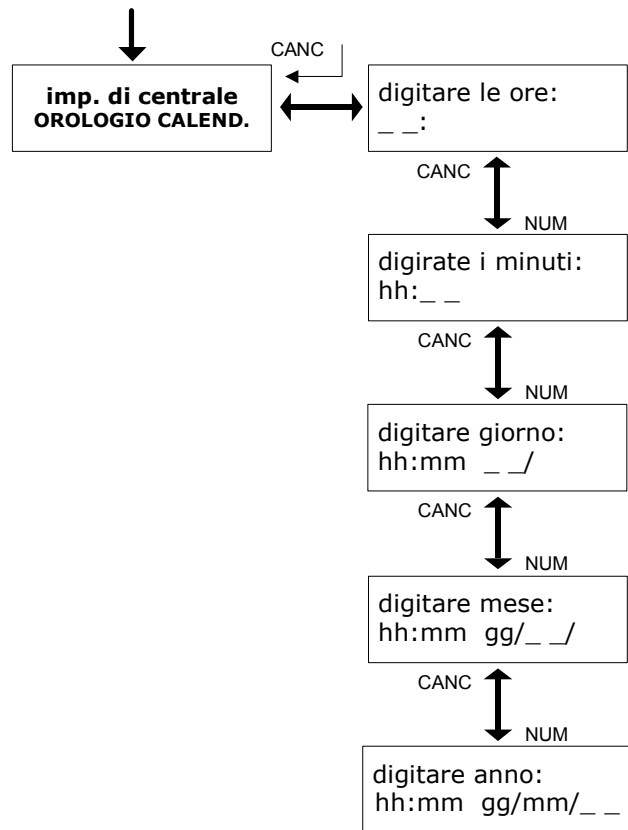 CANC
imp. di centrale
OROLOGIO CALEND.
digitare le ore:
_ _:
CANC
NUM
digirate i minuti:
hh:_ _
CANC
NUM
digitare giorno:
hh:mm _ _/
CANC
NUM
digitare mese:
hh:mm gg/_ _/
CANC
NUM
digitare anno:
hh:mm gg/mm/_ _